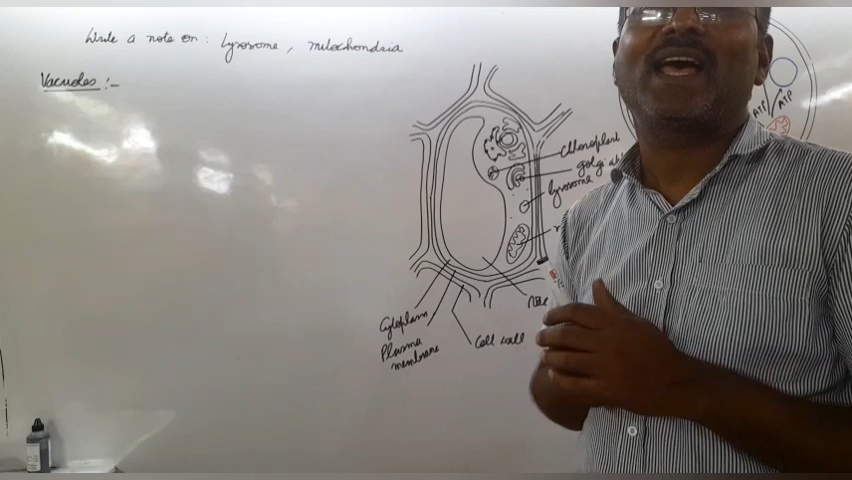 Write a note on : Lysosome, mitochondria
Vacuoles :-
Chloroplast
golgi
lysosome
Cytoplasm
Plasma
membrane
Cell wall
ATP
ATP